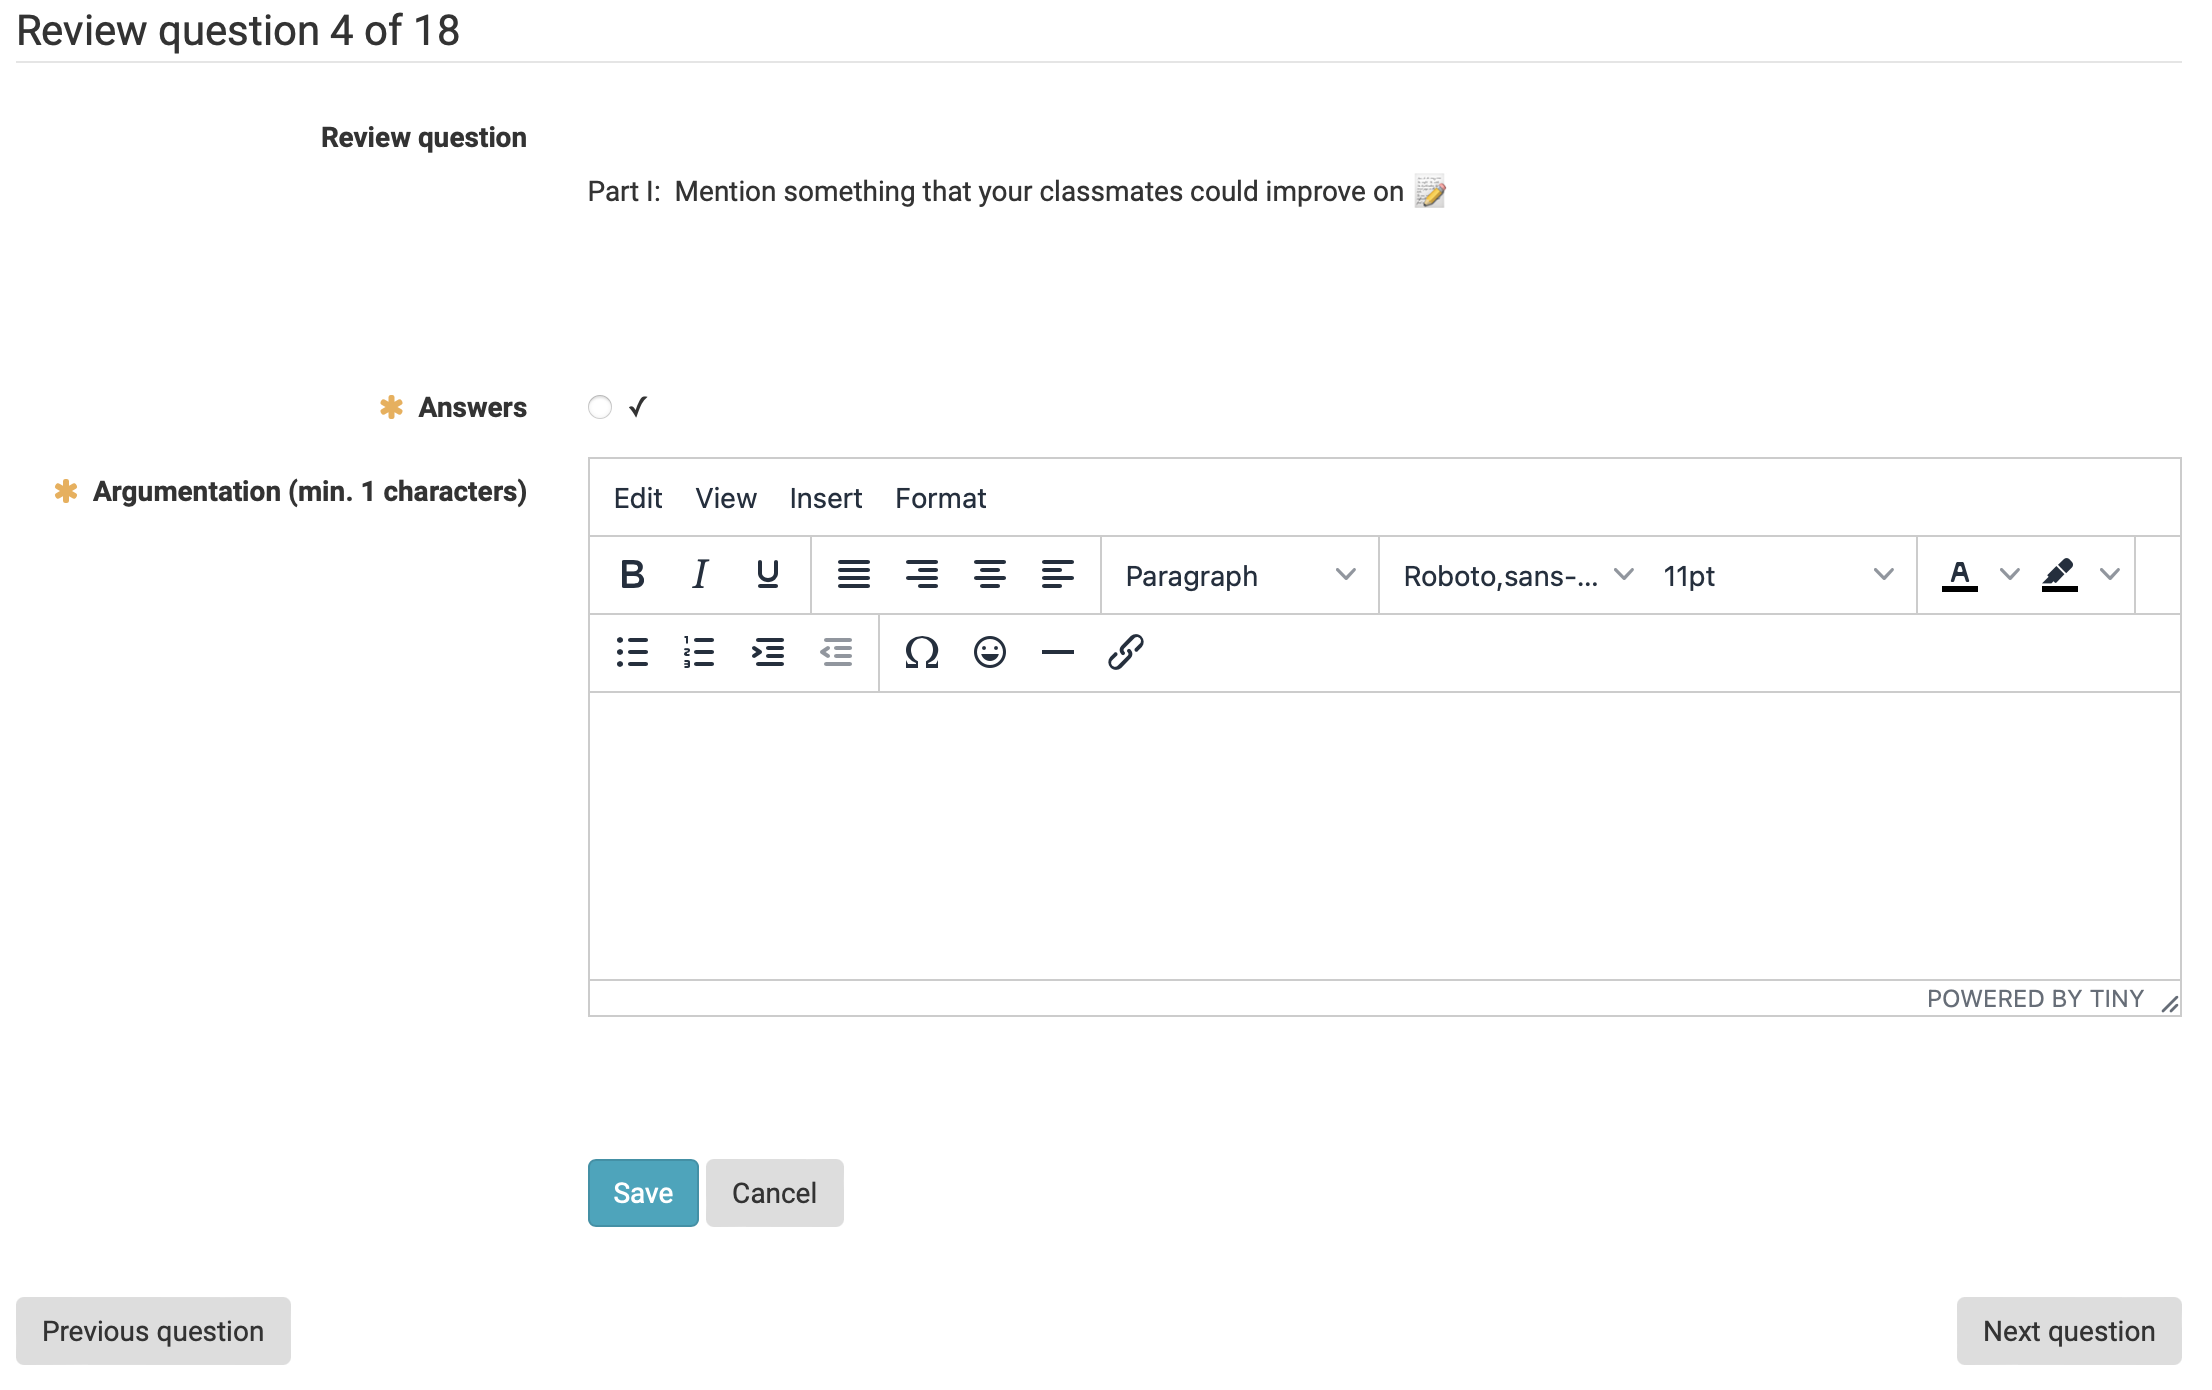 Review question 4 of 18
Review question
Part I: Mention something that your classmates could improve on 📝
* Answers ✓
* Argumentation (min. 1 characters)
Edit View Insert Format
B I U Paragraph Roboto,sans-... 11pt A
Ω
POWERED BY TINY
Save Cancel
Previous question Next question